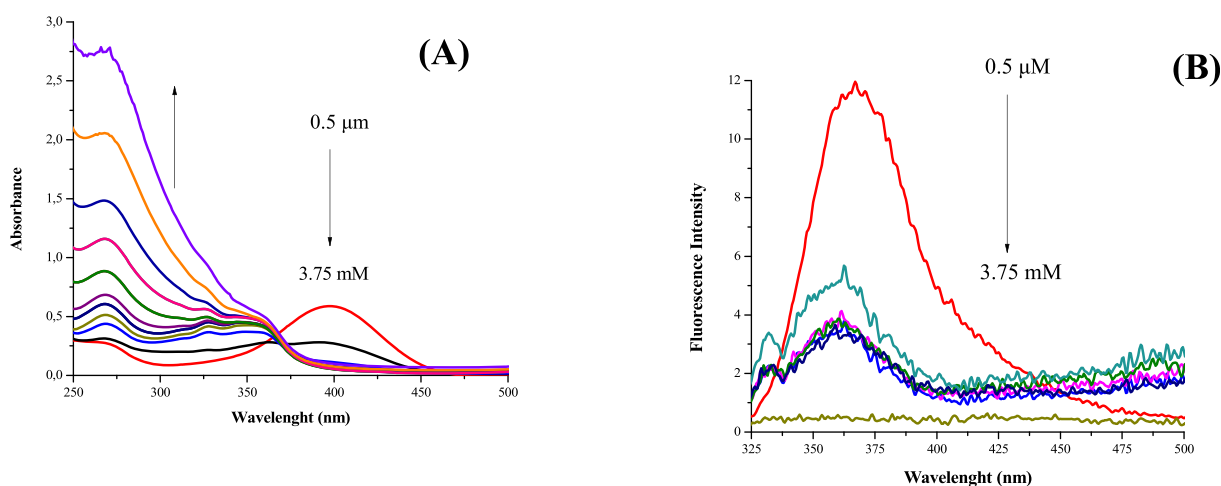 (A)
3,0
2,5
2,0
1,5
1,0
0,5
0,0
Absorbance
0.5 μm
3.75 mM
250 300 350 400 450 500
Wavelenght (nm)
(B)
12
10
8
6
4
2
0
Fluorescence Intensity
0.5 μM
3.75 mM
325 350 375 400 425 450 475 500
Wavelenght (nm)